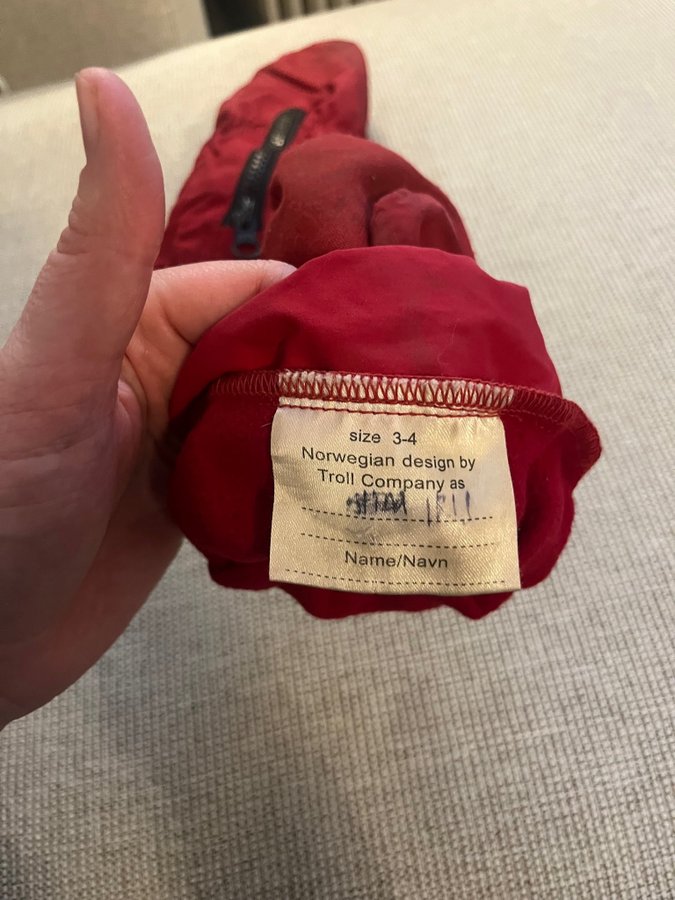 size 3-4
Norwegian design by
Troll Company as
Name/Navn